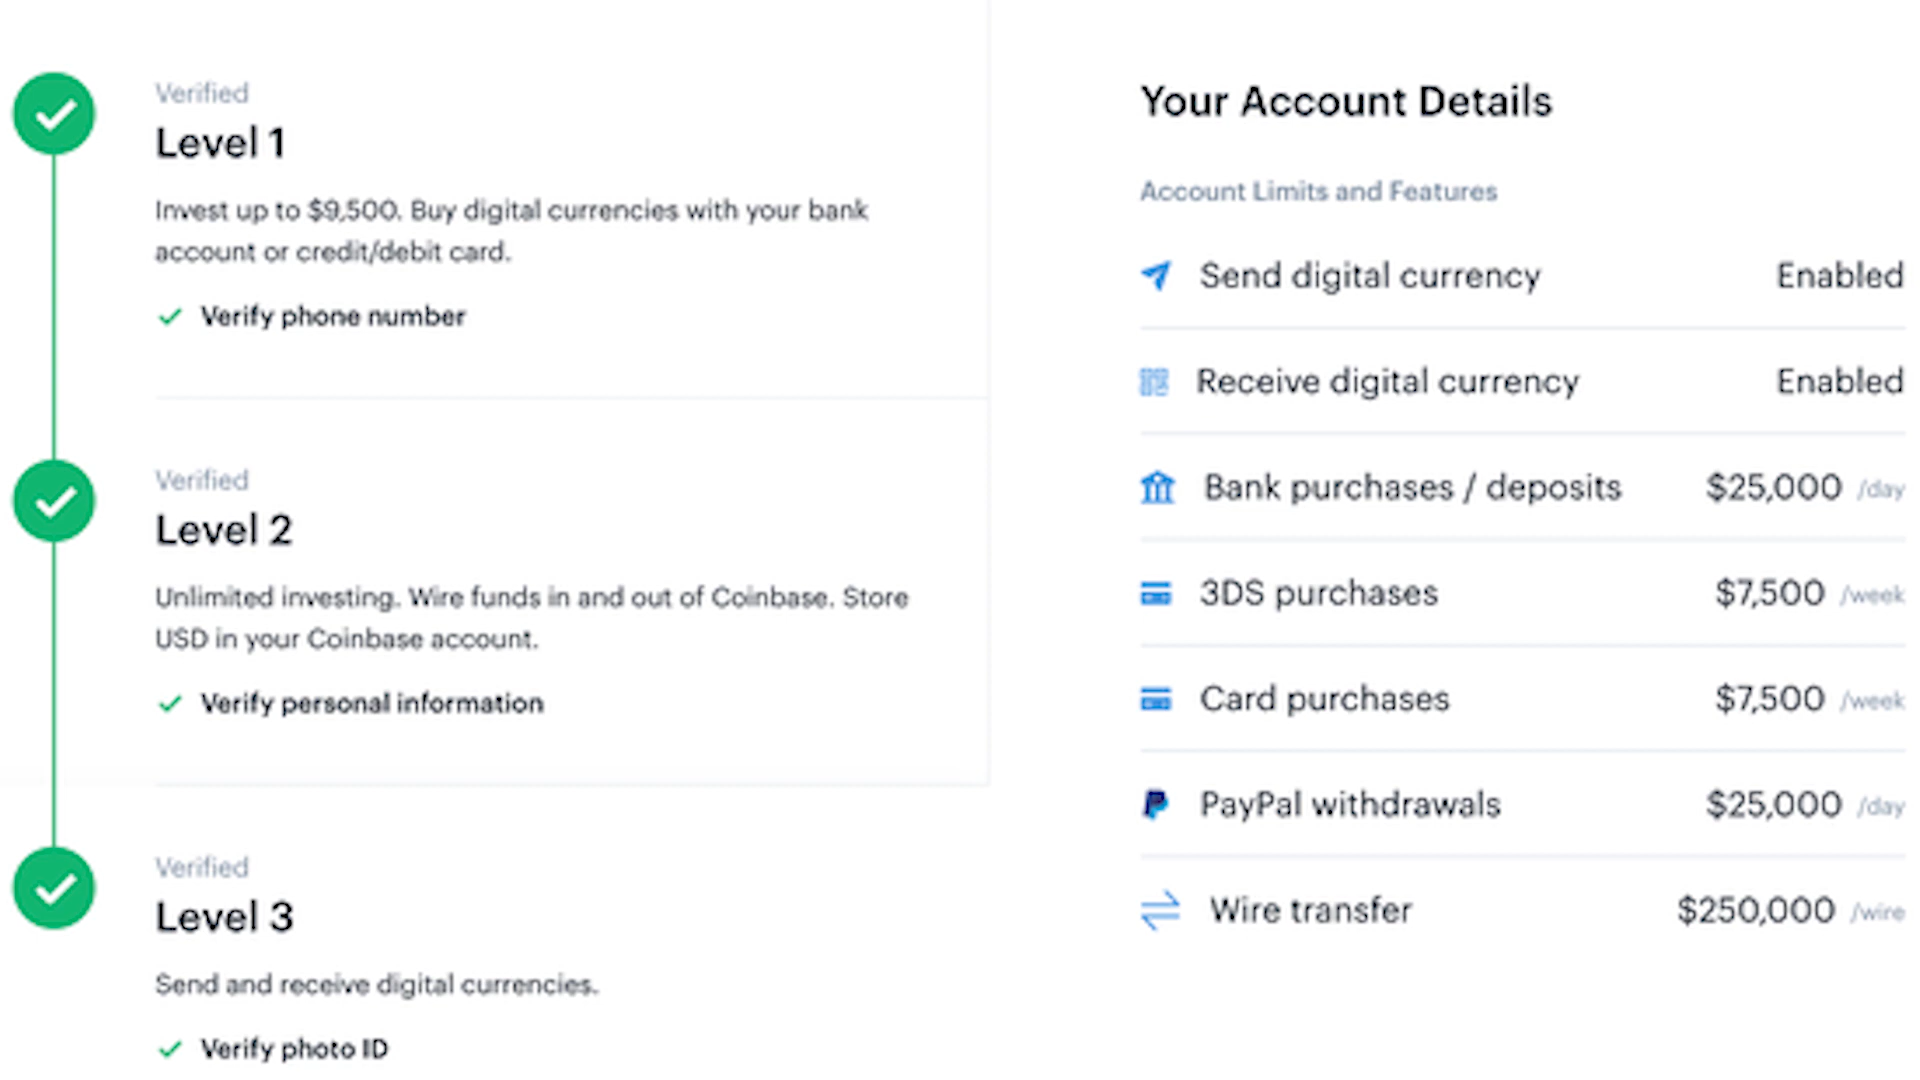 Verified
Level 1
Invest up to $9,500. Buy digital currencies with your bank
account or credit/debit card.
Verify phone number
Verified
Level 2
Unlimited investing. Wire funds in and out of Coinbase. Store
USD in your Coinbase account.
Verify personal information
Verified
Level 3
Send and receive digital currencies.
Verify photo ID
Your Account Details
Account Limits and Features
Send digital currency Enabled
Receive digital currency Enabled
Bank purchases / deposits $25,000 /day
3DS purchases $7,500 /week
Card purchases $7,500 /week
PayPal withdrawals $25,000 /day
Wire transfer $250,000 /wire